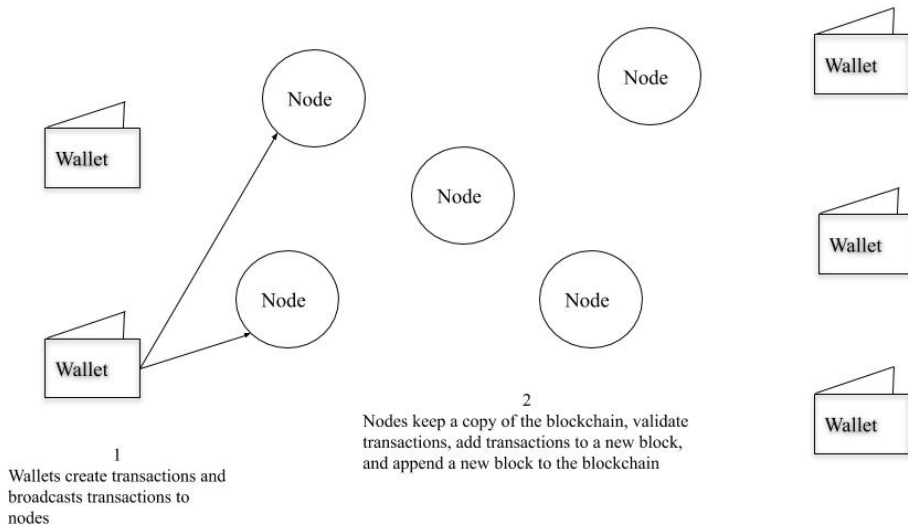 Node
Node
Wallet
Wallet
Node
Wallet
Node
Node
Wallet
Wallet
1
Wallets create transactions and
broadcasts transactions to
nodes
2
Nodes keep a copy of the blockchain, validate
transactions, add transactions to a new block,
and append a new block to the blockchain
Wallet